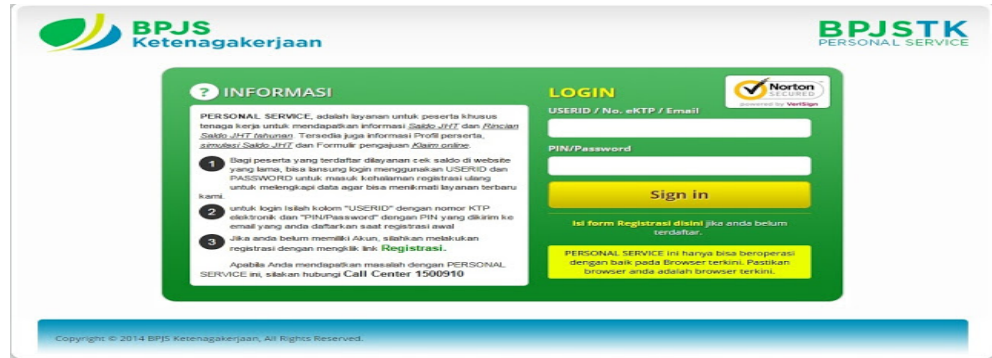 BPJS
Ketenagakerjaan
BPJSTK
PERSONAL SERVICE
? INFORMASI
PERSONAL SERVICE, adalah layanan untuk peserta khusus
tenaga kerja untuk mendapatkan informasi Saldo JHT dan Rincian
Saldo JHT tahunan. Tersedia juga informasi Profil perserta,
simulasi Saldo JHT dan Formulir pengajuan Klaim online.
1 Bagi peserta yang terdaftar dilayanan cek saldo di website
yang lama, bisa lansung login menggunakan USERID dan
PASSWORD untuk masuk kehalaman registrasi ulang
untuk melengkapi data agar bisa menikmati layanan terbaru
kami.
2 untuk login Isilah kolom "USERID" dengan nomor KTP
elektronik dan "PIN/Password" dengan PIN yang dikirim ke
email yang anda daftarkan saat registrasi awal
3 Jika anda belum memiliki Akun, silahkan melakukan
registrasi dengan mengklik link Registrasi.
Apabila Anda mendapatkan masalah dengan PERSONAL
SERVICE ini, silakan hubungi Call Center 1500910
LOGIN
Norton
SECURED
powered by VeriSign
USERID / No. eKTP / Email
PIN/Password
Sign in
Isi form Registrasi disini jika anda belum
terdaftar.
PERSONAL SERVICE ini hanya bisa beroperasi
dengan baik pada Browser terkini. Pastikan
browser anda adalah browser terkini.
Copyright © 2014 BPJS Ketenagakerjaan, All Rights Reserved.